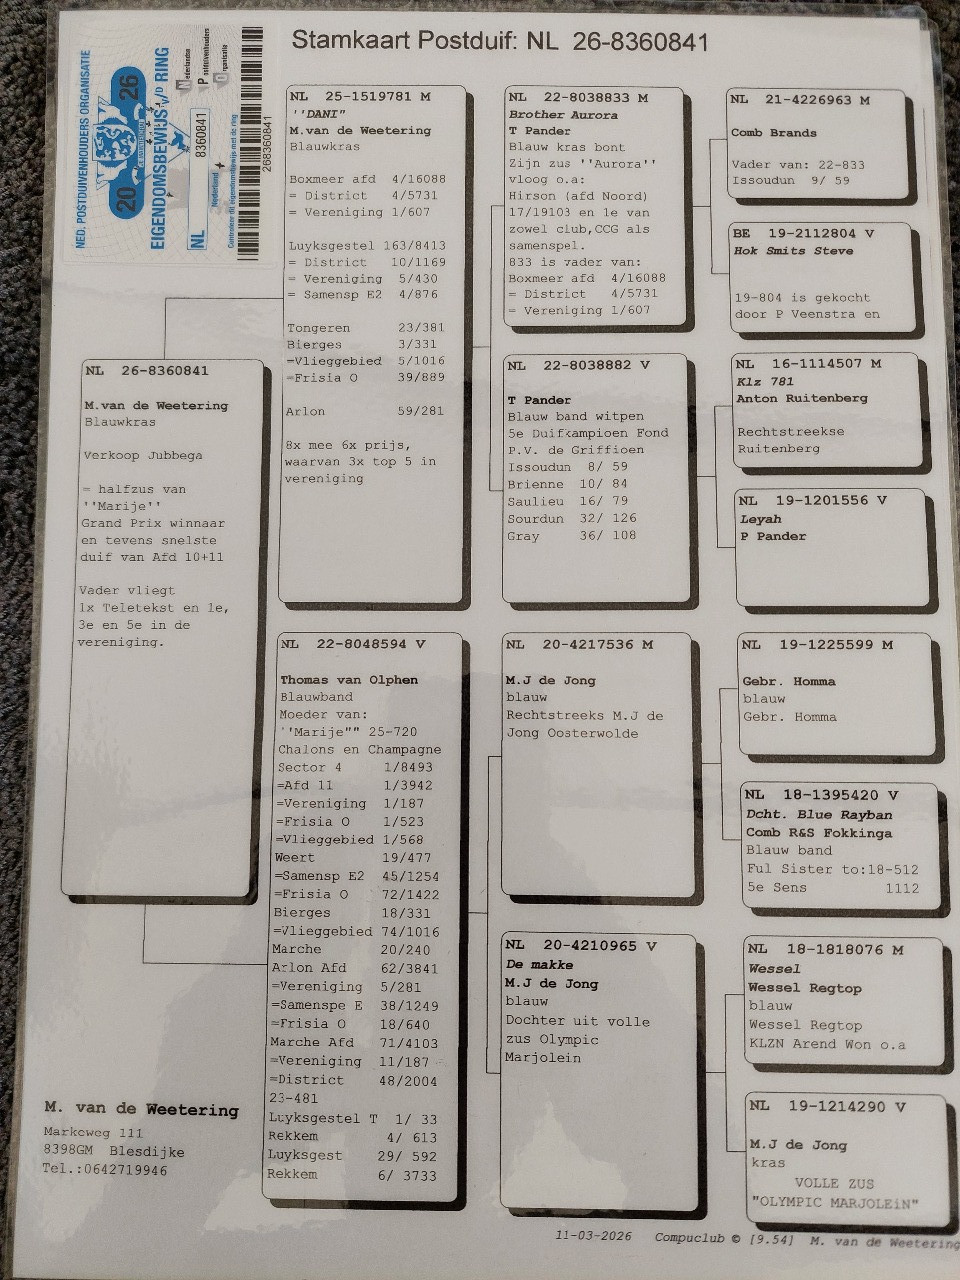 Stamkaart Postduif: NL 26-8360841
NED. POSTDUIVENHOUDERS ORGANISATIE
20 26
EIGENDOMSBEWIJS v/d RING
NL 8360841
Nederland
Nederlandse
Postduivenhouders
Organisatie
Controleer dit eigendomsbewijs met de ring
268360841
NL 26-8360841
M.van de Weetering
Blauwkras
Verkoop Jubbega
= halfzus van
''Marije''
Grand Prix winnaar
en tevens snelste
duif van Afd 10+11
Vader vliegt
1x Teletekst en 1e,
3e en 5e in de
vereniging.
NL 25-1519781 M
''DANI''
M.van de Weetering
Blauwkras
Boxmeer afd 4/16088
= District 4/5731
= Vereniging 1/607
Luyksgestel 163/8413
= District 10/1169
= Vereniging 5/430
= Samensp E2 4/876
Tongeren 23/381
Bierges 3/331
=Vlieggebied 5/1016
=Frisia O 39/889
Arlon 59/281
8x mee 6x prijs,
waarvan 3x top 5 in
vereniging
NL 22-8048594 V
Thomas van Olphen
Blauwband
Moeder van:
''Marije"" 25-720
Chalons en Champagne
Sector 4 1/8493
=Afd 11 1/3942
=Vereniging 1/187
=Frisia O 1/523
=Vlieggebied 1/568
Weert 19/477
=Samensp E2 45/1254
=Frisia O 72/1422
Bierges 18/331
=Vlieggebied 74/1016
Marche 20/240
Arlon Afd 62/3841
=Vereniging 5/281
=Samenspe E 38/1249
=Frisia O 18/640
Marche Afd 71/4103
=Vereniging 11/187
=District 48/2004
23-481
Luyksgestel T 1/ 33
Rekkem 4/ 613
Luyksgest 29/ 592
Rekkem 6/ 3733
NL 22-8038833 M
Brother Aurora
T Pander
Blauw kras bont
Zijn zus ''Aurora''
vloog o.a:
Hirson (afd Noord)
17/19103 en 1e van
zowel club,CCG als
samenspel.
833 is vader van:
Boxmeer afd 4/16088
= District 4/5731
= Vereniging 1/607
NL 22-8038882 V
T Pander
Blauw band witpen
5e Duifkampioen Fond
P.V. de Griffioen
Issoudun 8/ 59
Brienne 10/ 84
Saulieu 16/ 79
Sourdun 32/ 126
Gray 36/ 108
NL 20-4217536 M
M.J de Jong
blauw
Rechtstreeks M.J de
Jong Oosterwolde
NL 20-4210965 V
De makke
M.J de Jong
blauw
Dochter uit volle
zus Olympic
Marjolein
NL 21-4226963 M
Comb Brands
Vader van: 22-833
Issoudun 9/ 59
BE 19-2112804 V
Hok Smits Steve
19-804 is gekocht
door P Veenstra en
NL 16-1114507 M
Klz 781
Anton Ruitenberg
Rechtstreekse
Ruitenberg
NL 19-1201556 V
Leyah
P Pander
NL 19-1225599 M
Gebr. Homma
blauw
Gebr. Homma
NL 18-1395420 V
Dcht. Blue Rayban
Comb R&S Fokkinga
Blauw band
Ful Sister to:18-512
5e Sens 1112
NL 18-1818076 M
Wessel
Wessel Regtop
blauw
Wessel Regtop
KLZN Arend Won o.a
NL 19-1214290 V
M.J de Jong
kras
VOLLE ZUS
"OLYMPIC MARJOLEiN"
M. van de Weetering
Markeweg 111
8398GM Blesdijke
Tel.:0642719946
11-03-2026 Compuclub © [9.54] M. van de Weetering